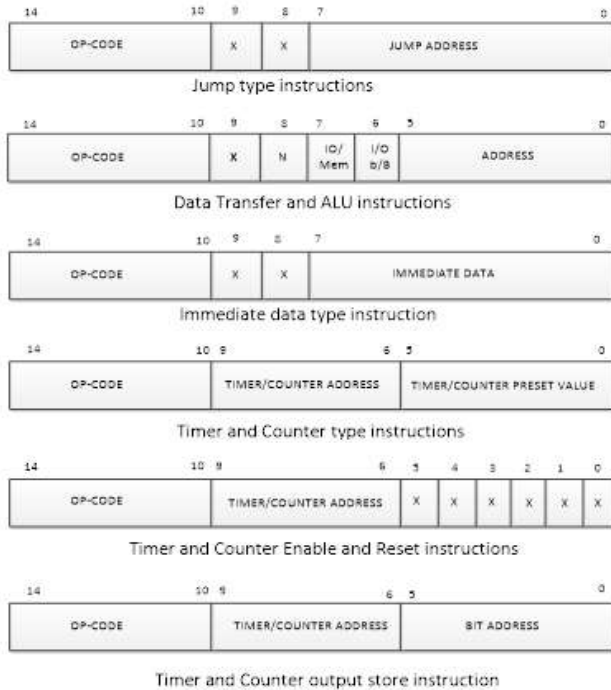 14 10 9 8 7 0
OP-CODE X X JUMP ADDRESS
Jump type instructions
14 10 9 8 7 6 5 0
OP-CODE X N IO/ Mem I/O b/B ADDRESS
Data Transfer and ALU instructions
14 10 9 8 7 0
OP-CODE X X IMMEDIATE DATA
Immediate data type instruction
14 10 9 6 5 0
OP-CODE TIMER/COUNTER ADDRESS TIMER/COUNTER PRESET VALUE
Timer and Counter type instructions
14 10 9 6 5 4 3 2 1 0
OP-CODE TIMER/COUNTER ADDRESS X X X X X X
Timer and Counter Enable and Reset instructions
14 10 9 6 5 0
OP-CODE TIMER/COUNTER ADDRESS BIT ADDRESS
Timer and Counter output store instruction